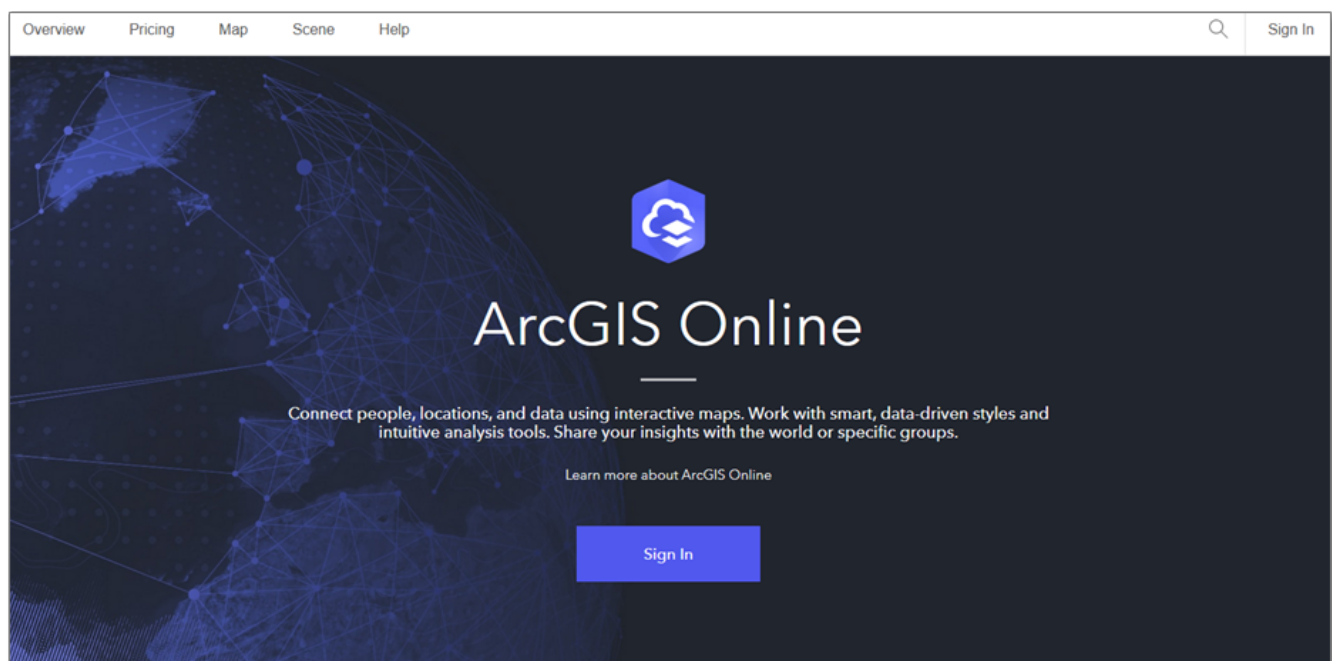 Overview Pricing Map Scene Help Sign In
ArcGIS Online
Connect people, locations, and data using interactive maps. Work with smart, data-driven styles and
intuitive analysis tools. Share your insights with the world or specific groups.
Learn more about ArcGIS Online
Sign In